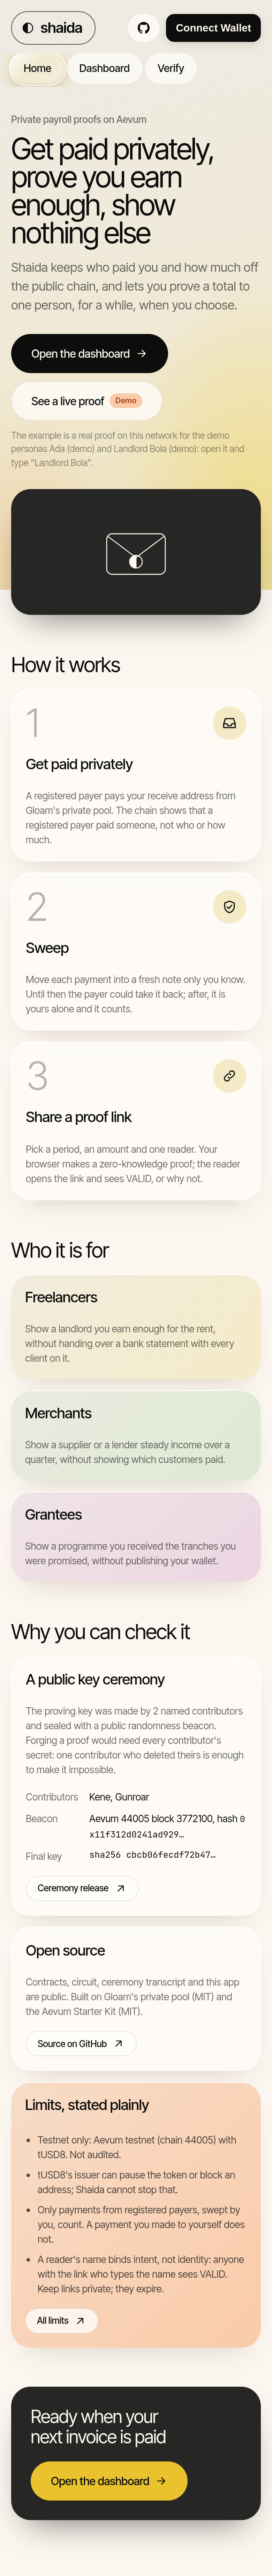 shaida
Connect Wallet
Home
Dashboard
Verify
Private payroll proofs on Aevum
Get paid privately,
prove you earn
enough, show
nothing else
Shaida keeps who paid you and how much off
the public chain, and lets you prove a total to
one person, for a while, when you choose.
Open the dashboard →
See a live proof Demo
The example is a real proof on this network for the demo
personas Ada (demo) and Landlord Bola (demo): open it and
type “Landlord Bola”.
How it works
1
Get paid privately
A registered payer pays your receive address from
Gloam's private pool. The chain shows that a
registered payer paid someone, not who or how
much.
2
Sweep
Move each payment into a fresh note only you know.
Until then the payer could take it back; after, it is
yours alone and it counts.
3
Share a proof link
Pick a period, an amount and one reader. Your
browser makes a zero-knowledge proof; the reader
opens the link and sees VALID, or why not.
Who it is for
Freelancers
Show a landlord you earn enough for the rent,
without handing over a bank statement with every
client on it.
Merchants
Show a supplier or a lender steady income over a
quarter, without showing which customers paid.
Grantees
Show a programme you received the tranches you
were promised, without publishing your wallet.
Why you can check it
A public key ceremony
The proving key was made by 2 named contributors
and sealed with a public randomness beacon.
Forging a proof would need every contributor's
secret: one contributor who deleted theirs is enough
to make it impossible.
Contributors Kene, Gunroar
Beacon Aevum 44005 block 3772100, hash 0
x11f312d0241ad929…
Final key sha256 cbcb06fecdf72b47…
Ceremony release ↗
Open source
Contracts, circuit, ceremony transcript and this app
are public. Built on Gloam's private pool (MIT) and
the Aevum Starter Kit (MIT).
Source on GitHub ↗
Limits, stated plainly
• Testnet only: Aevum testnet (chain 44005) with
tUSD8. Not audited.
• tUSD8's issuer can pause the token or block an
address; Shaida cannot stop that.
• Only payments from registered payers, swept by
you, count. A payment you made to yourself does
not.
• A reader's name binds intent, not identity: anyone
with the link who types the name sees VALID.
Keep links private; they expire.
All limits ↗
Ready when your
next invoice is paid
Open the dashboard →